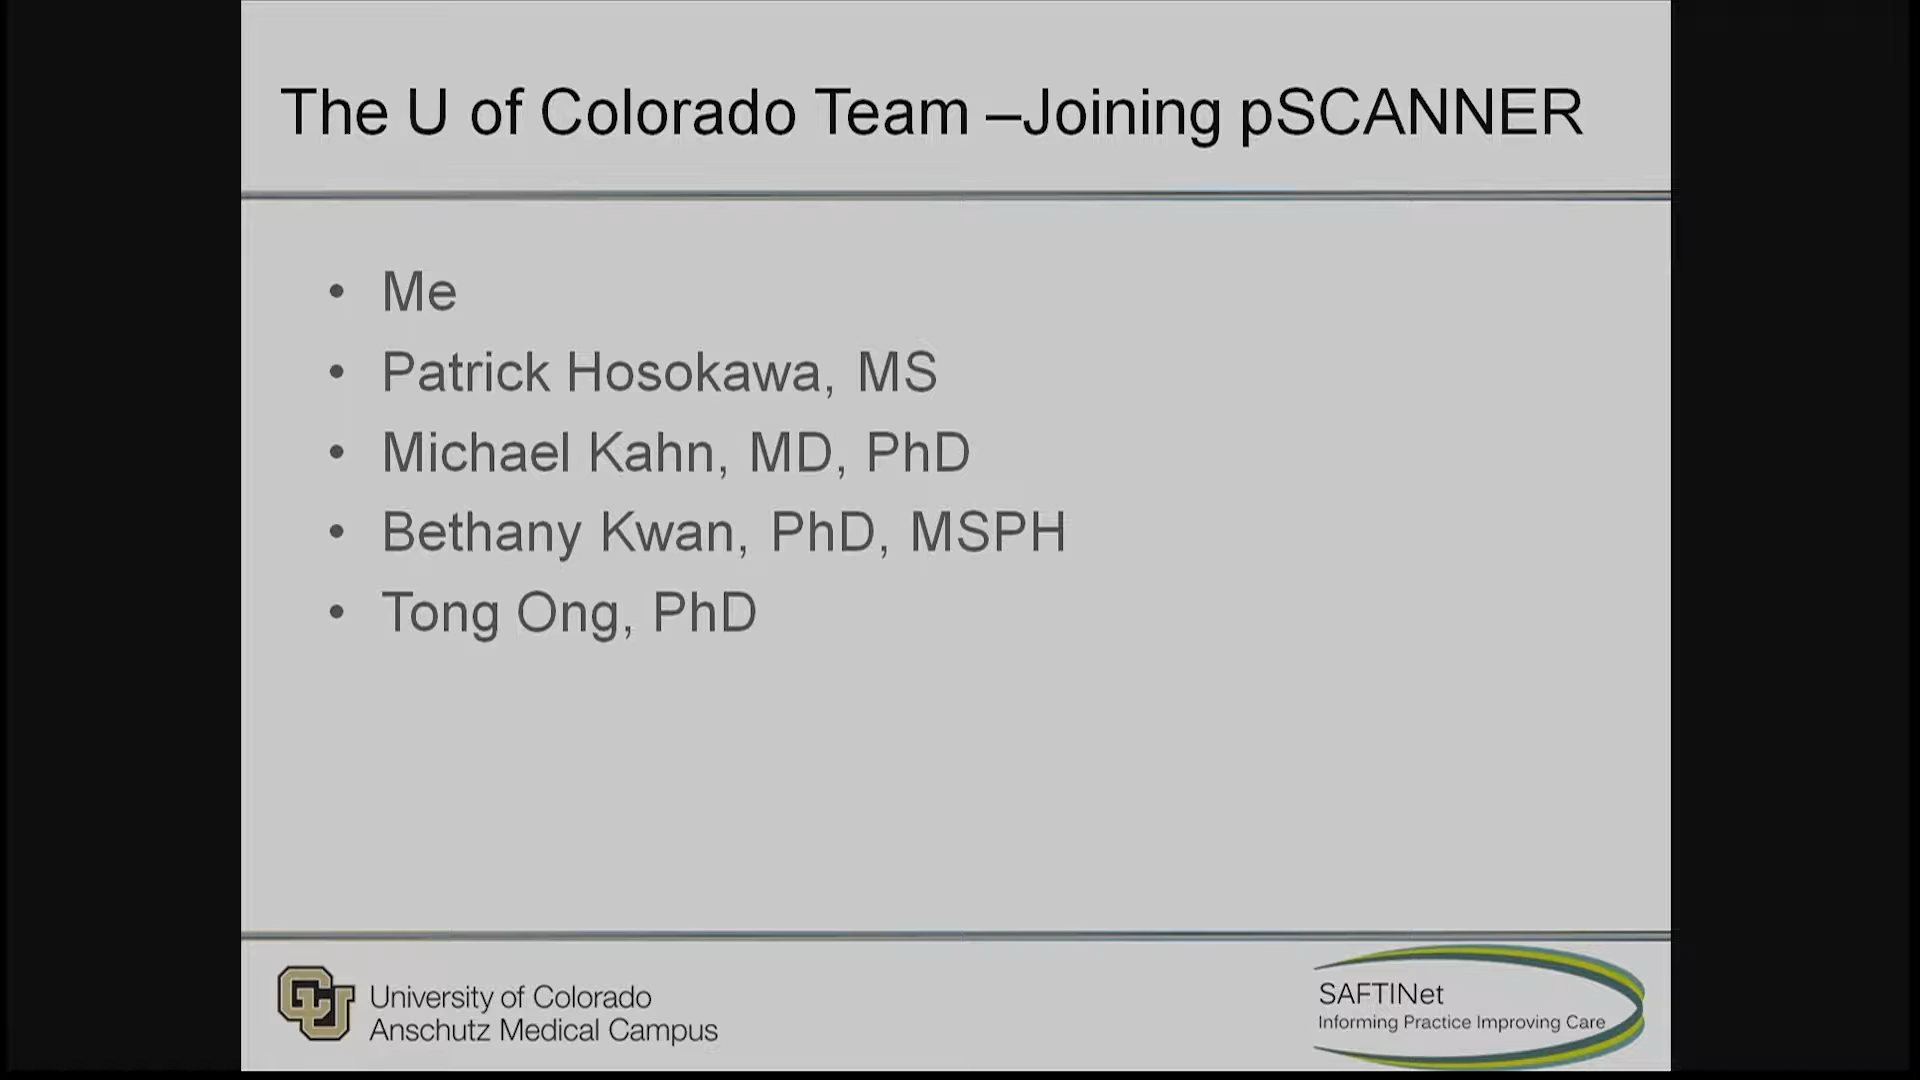 The U of Colorado Team –Joining pSCANNER
• Me
• Patrick Hosokawa, MS
• Michael Kahn, MD, PhD
• Bethany Kwan, PhD, MSPH
• Tong Ong, PhD
CU
University of Colorado
Anschutz Medical Campus
SAFTINet
Informing Practice Improving Care